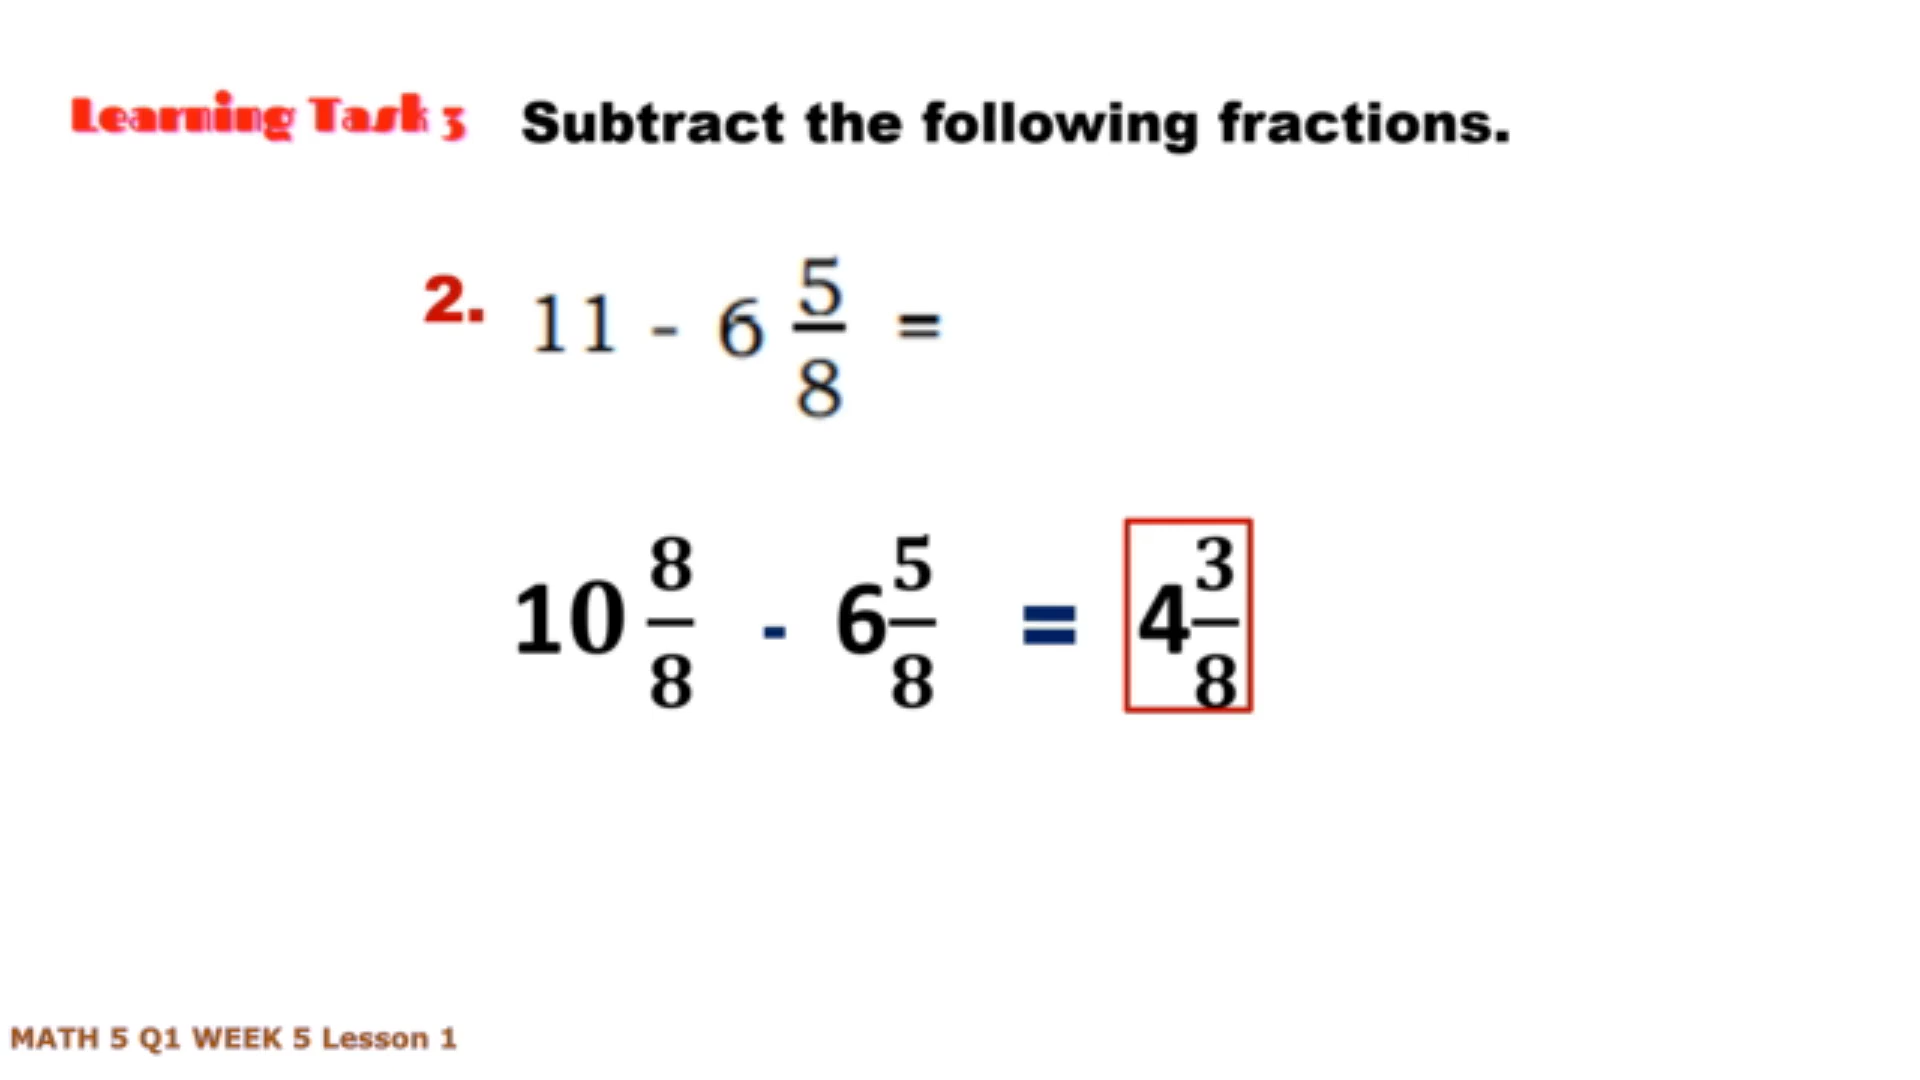 Learning Task 3 Subtract the following fractions.
2. 11 - 6 5/8 =
10 8/8 - 6 5/8 = 4 3/8
MATH 5 Q1 WEEK 5 Lesson 1